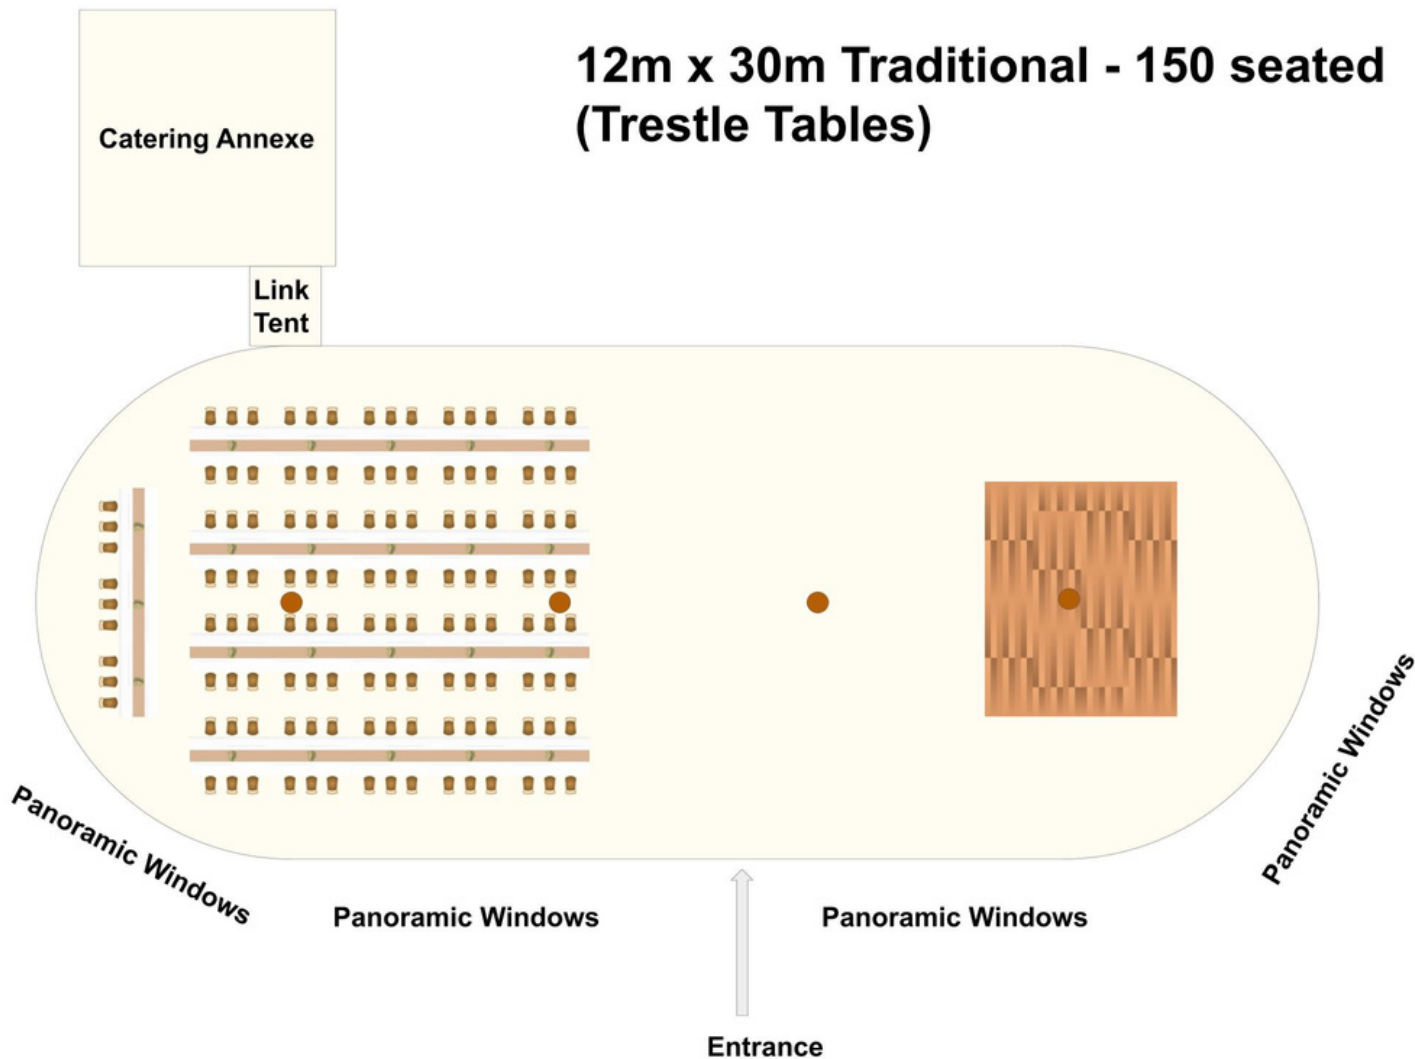 12m x 30m Traditional - 150 seated
(Trestle Tables)
Catering Annexe
Link
Tent
Panoramic Windows
Panoramic Windows
Panoramic Windows
Panoramic Windows
Entrance